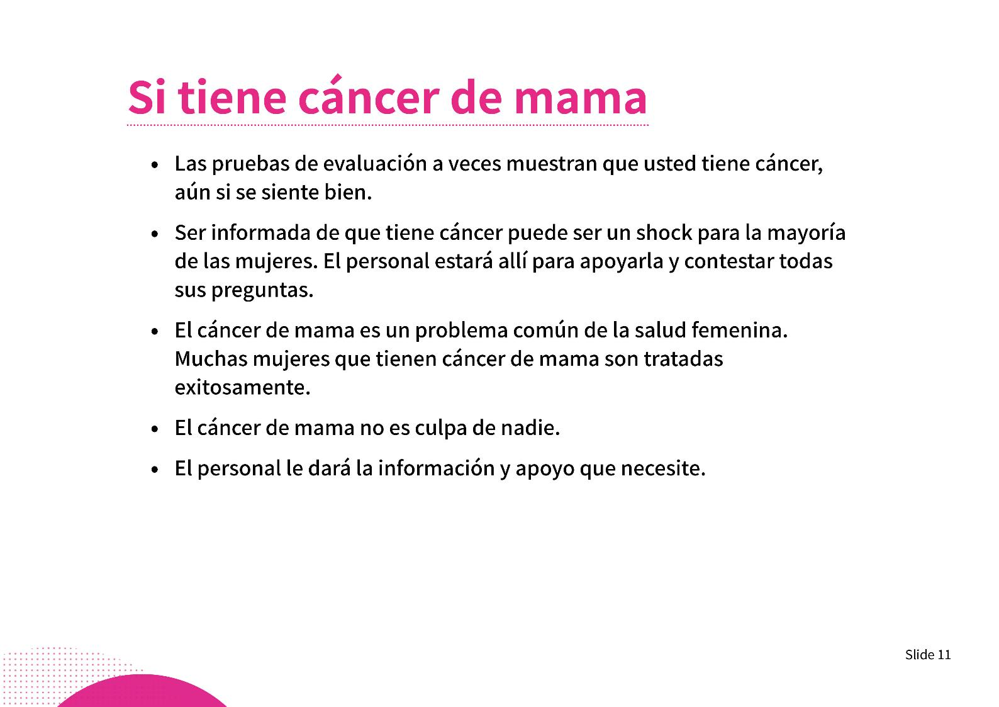 Si tiene cáncer de mama
• Las pruebas de evaluación a veces muestran que usted tiene cáncer,
aún si se siente bien.
• Ser informada de que tiene cáncer puede ser un shock para la mayoría
de las mujeres. El personal estará allí para apoyarla y contestar todas
sus preguntas.
• El cáncer de mama es un problema común de la salud femenina.
Muchas mujeres que tienen cáncer de mama son tratadas
exitosamente.
• El cáncer de mama no es culpa de nadie.
• El personal le dará la información y apoyo que necesite.
Slide 11